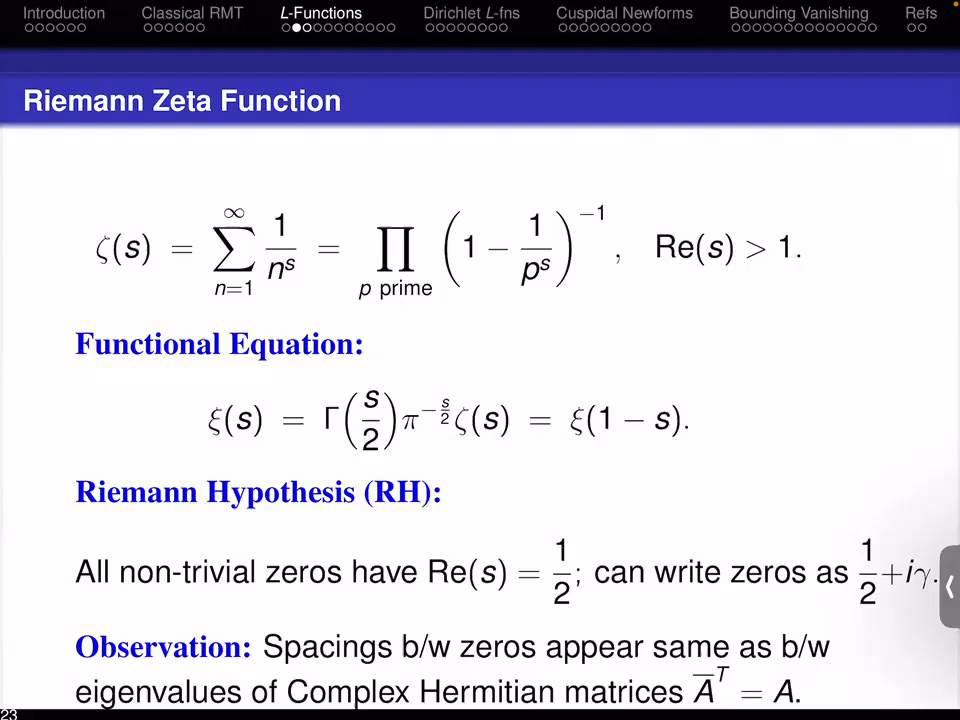 Introduction Classical RMT L-Functions Dirichlet L-fns Cuspidal Newforms Bounding Vanishing Refs
Riemann Zeta Function
ζ(s) = ∑_{n=1}^{∞} 1/n^s = ∏_{p prime} (1 − 1/p^s)^{−1}, Re(s) > 1.
Functional Equation:
ξ(s) = Γ(s/2) π^{−s/2} ζ(s) = ξ(1 − s).
Riemann Hypothesis (RH):
All non-trivial zeros have Re(s) = 1/2; can write zeros as 1/2 + iγ.
Observation: Spacings b/w zeros appear same as b/w
eigenvalues of Complex Hermitian matrices A̅^T = A.
23